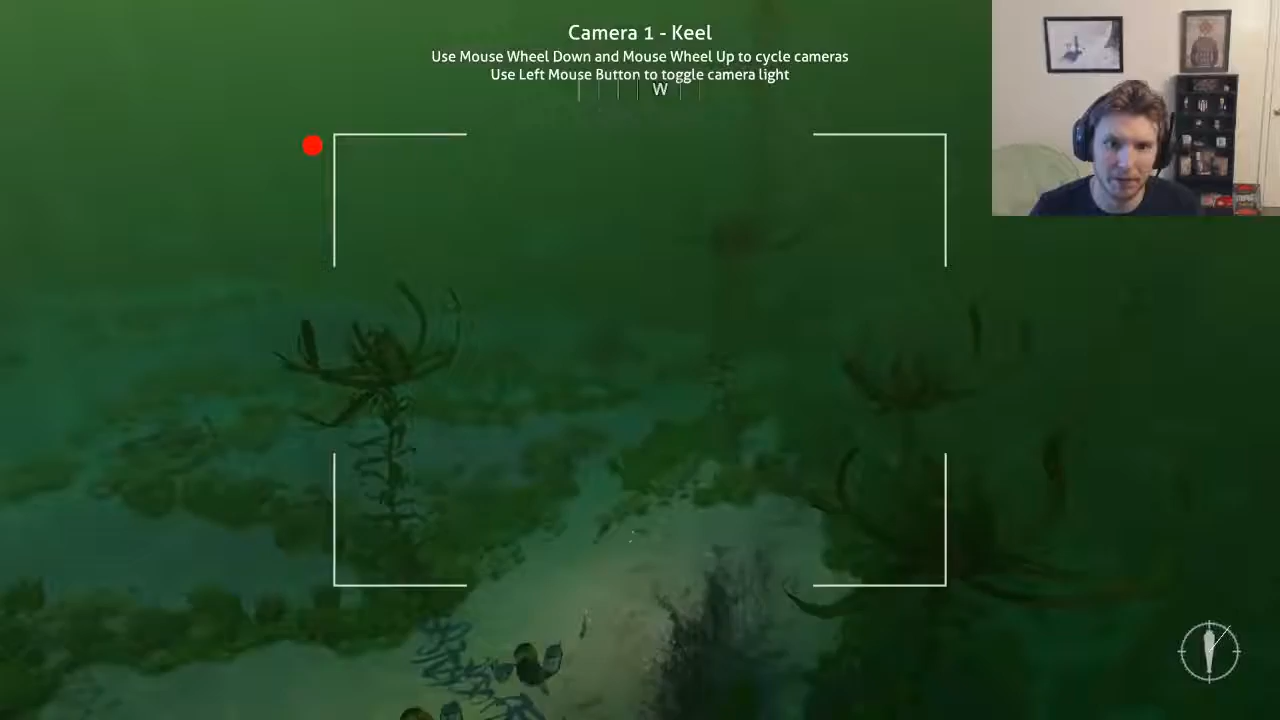 Camera 1 - Keel
Use Mouse Wheel Down and Mouse Wheel Up to cycle cameras
Use Left Mouse Button to toggle camera light
W